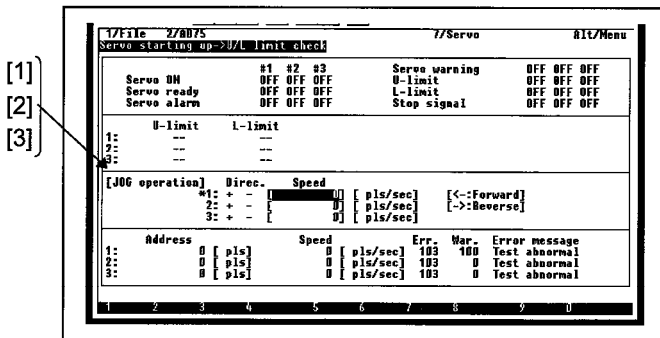 1/File 2/AD75 7/Servo Alt/Menu
Servo starting up->U/L limit check
[1]
[2]
[3]
#1 #2 #3
Servo ON OFF OFF OFF Servo warning OFF OFF OFF
Servo ready OFF OFF OFF U-limit OFF OFF OFF
Servo alarm OFF OFF OFF L-limit OFF OFF OFF
Stop signal OFF OFF OFF
U-limit L-limit
1: -- --
2: -- --
3: -- --
[JOG operation] Direc. Speed
*1: + - [ 0] [ pls/sec] [<-:Forward]
2: + - [ 0] [ pls/sec] [->:Reverse]
3: + - [ 0] [ pls/sec]
Address Speed Err. War. Error message
1: 0 [ pls] 0 [ pls/sec] 103 100 Test abnormal
2: 0 [ pls] 0 [ pls/sec] 103 0 Test abnormal
3: 0 [ pls] 0 [ pls/sec] 103 0 Test abnormal
1 2 3 4 5 6 7 8 9 0